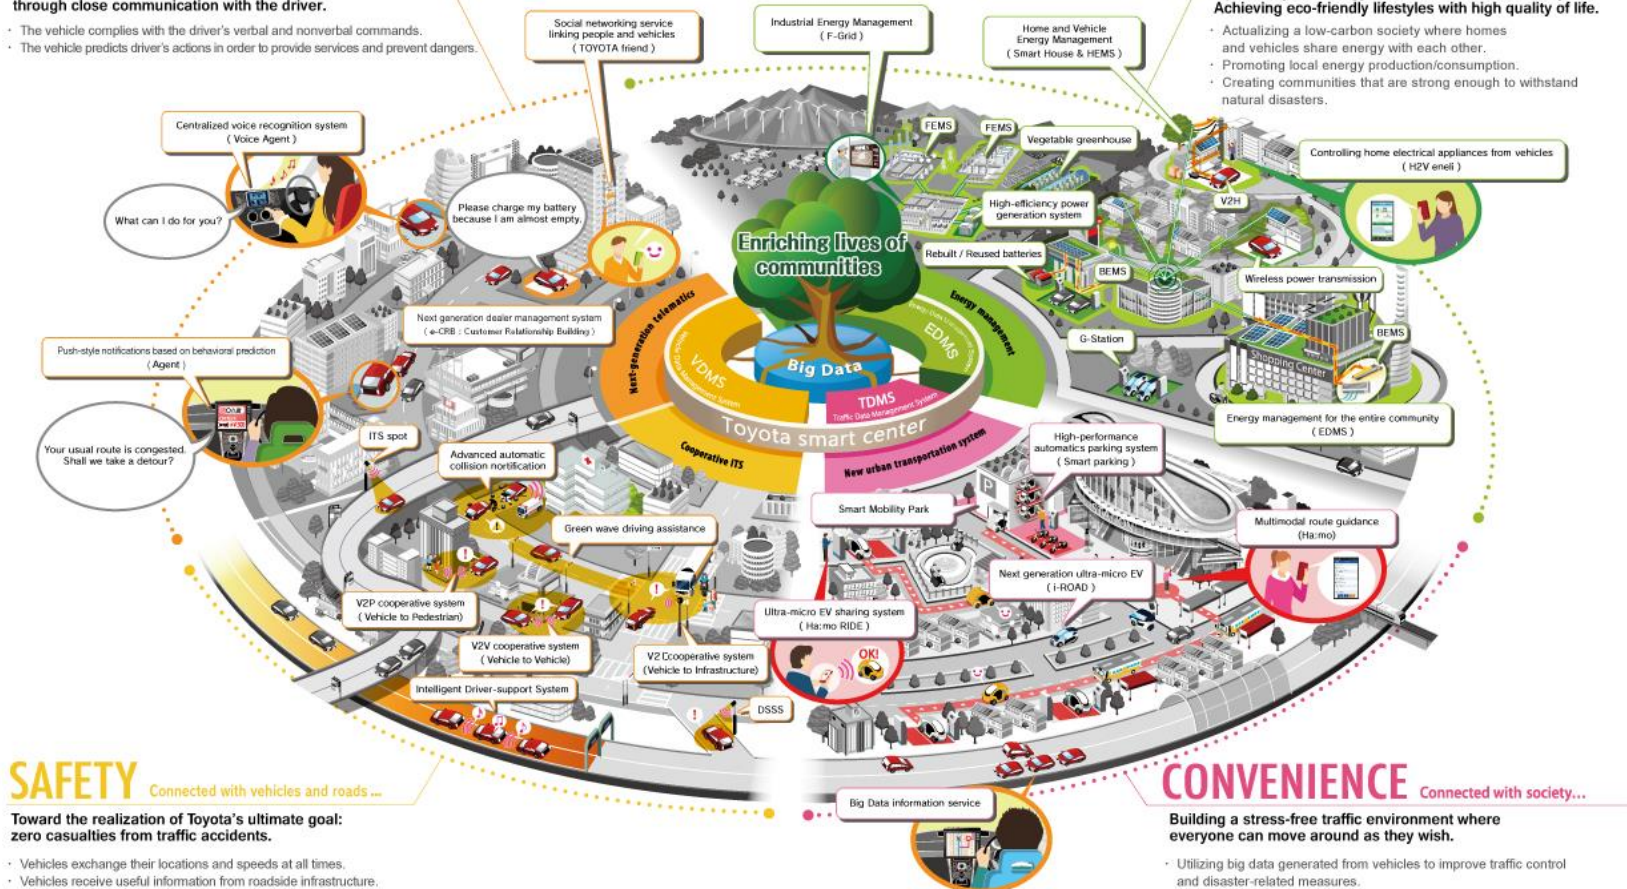 through close communication with the driver.
· The vehicle complies with the driver's verbal and nonverbal commands.
· The vehicle predicts driver's actions in order to provide services and prevent dangers.
Social networking service
linking people and vehicles
( TOYOTA friend )
Industrial Energy Management
( F-Grid )
Home and Vehicle
Energy Management
( Smart House & HEMS )
Achieving eco-friendly lifestyles with high quality of life.
· Actualizing a low-carbon society where homes
and vehicles share energy with each other.
· Promoting local energy production/consumption.
· Creating communities that are strong enough to withstand
natural disasters.
Centralized voice recognition system
( Voice Agent )
What can I do for you?
Please charge my battery
because I am almost empty.
FEMS
FEMS
Vegetable greenhouse
Controlling home electrical appliances from vehicles
( H2V eneli )
V2H
High-efficiency power
generation system
Enriching lives of
communities
Rebuilt / Reused batteries
BEMS
Wireless power transmission
Next generation dealer management system
( e-CRB : Customer Relationship Building )
Next-generation telematics
Energy management
VDMS
Vehicle Data Management System
EDMS
Big Data
TDMS
Traffic Data Management System
Toyota smart center
Cooperative ITS
New urban transportation system
G-Station
BEMS
Shopping Center
Energy management for the entire community
( EDMS )
Push-style notifications based on behavioral prediction
( Agent )
Your usual route is congested.
Shall we take a detour?
ITS spot
Advanced automatic
collision nortification
Green wave driving assistance
V2P cooperative system
( Vehicle to Pedestrian)
V2V cooperative system
( Vehicle to Vehicle)
V2 Ccooperative system
(Vehicle to Infrastructure)
Intelligent Driver-support System
DSSS
High-performance
automatics parking system
( Smart parking )
P
Smart Mobility Park
Multimodal route guidance
(Ha:mo)
Next generation ultra-micro EV
( i-ROAD )
Ultra-micro EV sharing system
( Ha:mo RIDE )
OK!
Big Data information service
SAFETY Connected with vehicles and roads ...
Toward the realization of Toyota's ultimate goal:
zero casualties from traffic accidents.
· Vehicles exchange their locations and speeds at all times.
· Vehicles receive useful information from roadside infrastructure.
CONVENIENCE Connected with society...
Building a stress-free traffic environment where
everyone can move around as they wish.
· Utilizing big data generated from vehicles to improve traffic control
and disaster-related measures.